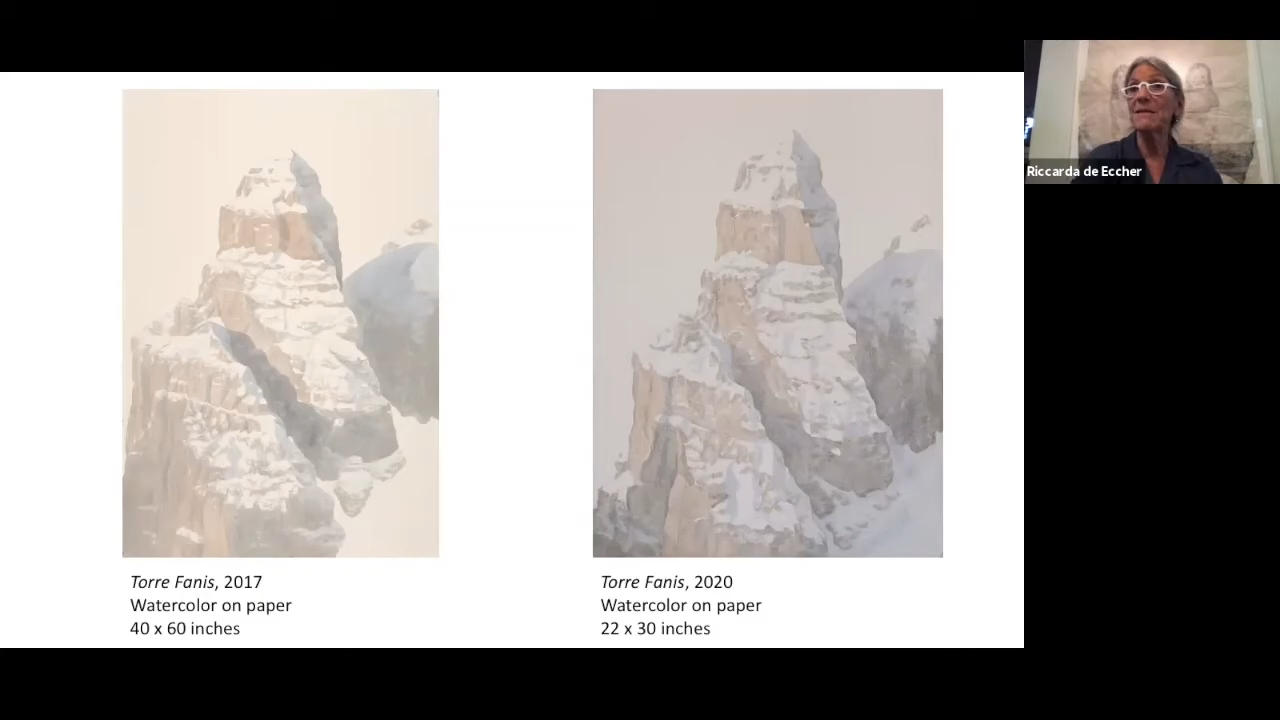 Riccarda de Eccher
Torre Fanis, 2017
Watercolor on paper
40 x 60 inches
Torre Fanis, 2020
Watercolor on paper
22 x 30 inches